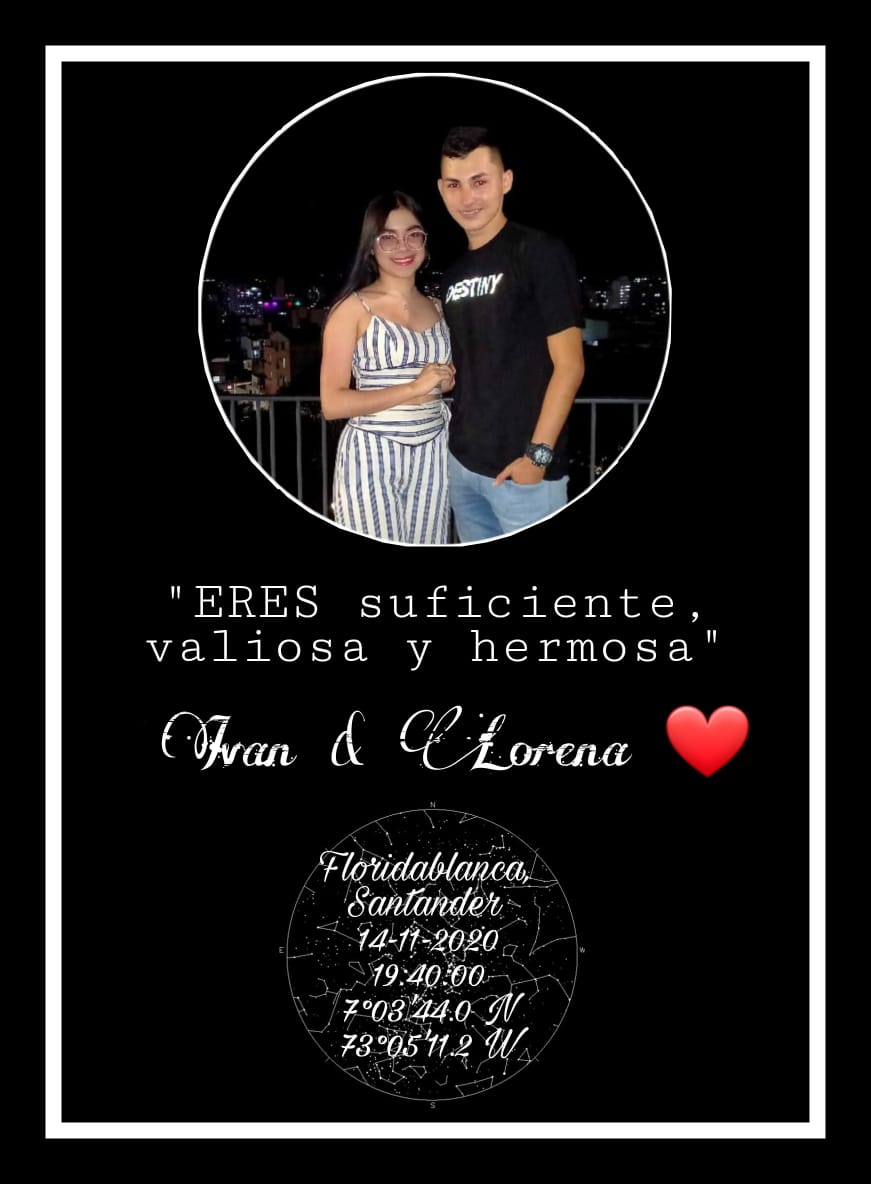 DESTINY
"ERES suficiente,
valiosa y hermosa"
Ivan & Lorena ❤
N
Floridablanca,
Santander
14-11-2020
E W
19:40:00
7°03'44.0 N
73°05'11.2 W
S